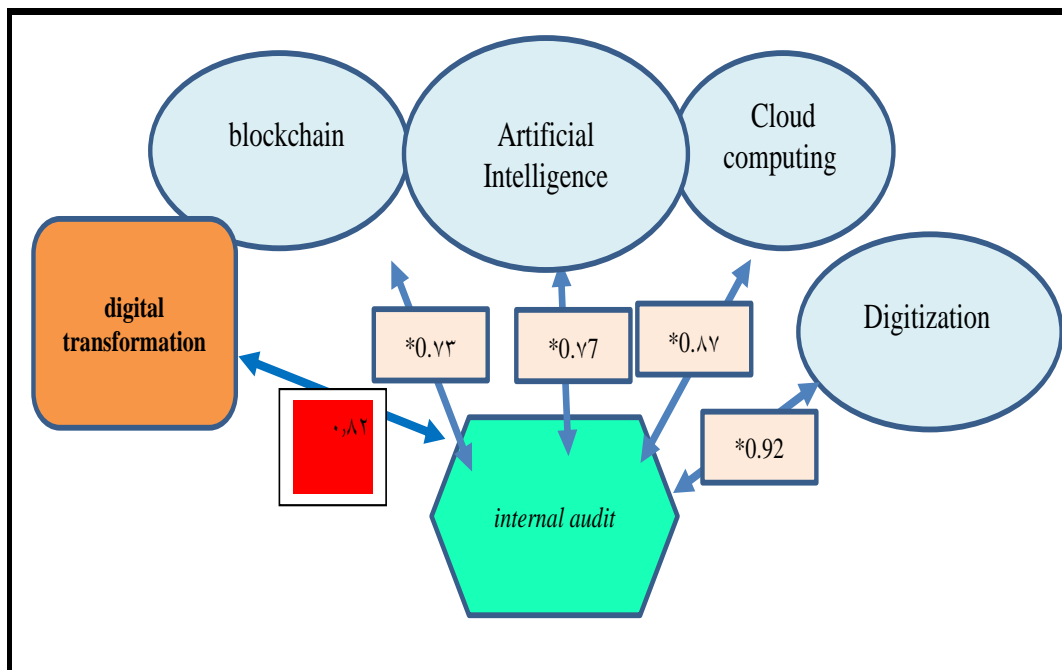 blockchain
Artificial
Intelligence
Cloud
computing
digital
transformation
Digitization
*0.٧٣
*0.٧7
*0.٨٧
*0.92
٠,٨٢
internal audit